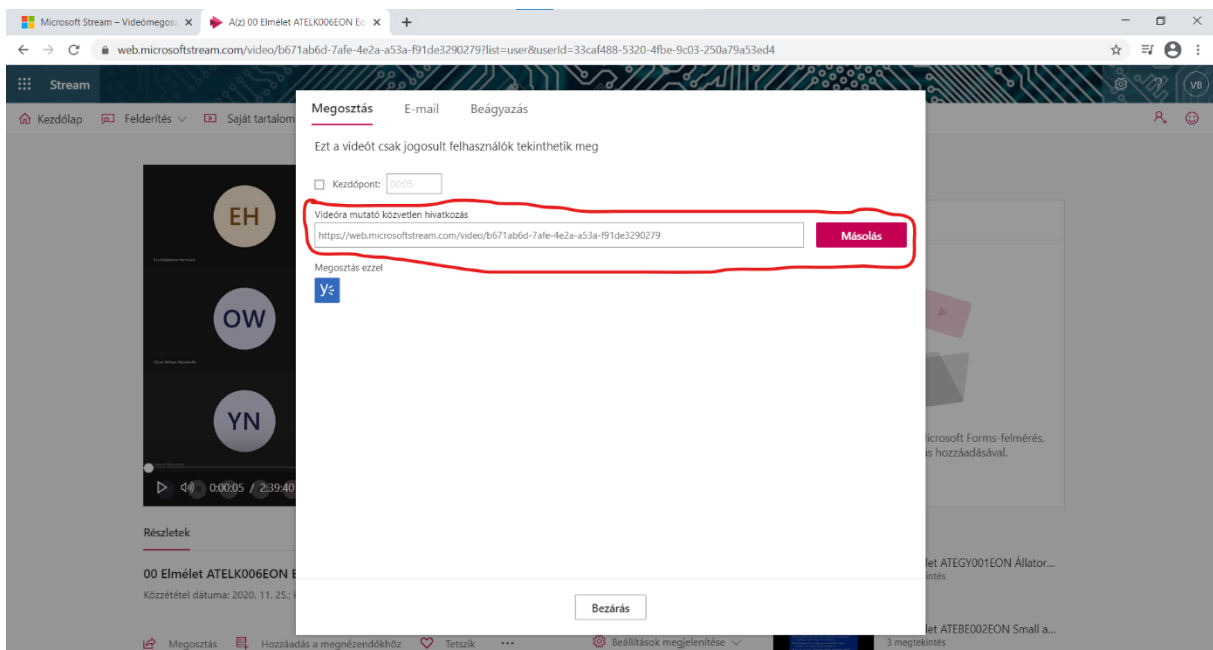 Microsoft Stream – Videómegosz
A(z) 00 Elmélet ATELK006EON Eq
web.microsoftstream.com/video/b671ab6d-7afe-4e2a-a53a-f91de3290279?list=user&userId=33caf488-5320-4fbe-9c03-250a79a53ed4
Stream
VB
Kezdőlap Felderítés Saját tartalom
Megosztás E-mail Beágyazás
Ezt a videót csak jogosult felhasználók tekinthetik meg
Kezdőpont: 00:05
Videóra mutató közvetlen hivatkozás
https://web.microsoftstream.com/video/b671ab6d-7afe-4e2a-a53a-f91de3290279
Másolás
Megosztás ezzel
EH
OW
YN
0:00:05 / 2:39:40
icrosoft Forms-felmérés,
ás hozzáadásával.
Részletek
00 Elmélet ATELK006EON E
Közzététel dátuma: 2020. 11. 25.;
let ATEGY001EON Állator...
intés
Bezárás
Megosztás Hozzáadás a megnézendőkhöz Tetszik ... Beállítások megjelenítése
let ATEBE002EON Small a...
3 megtekintés